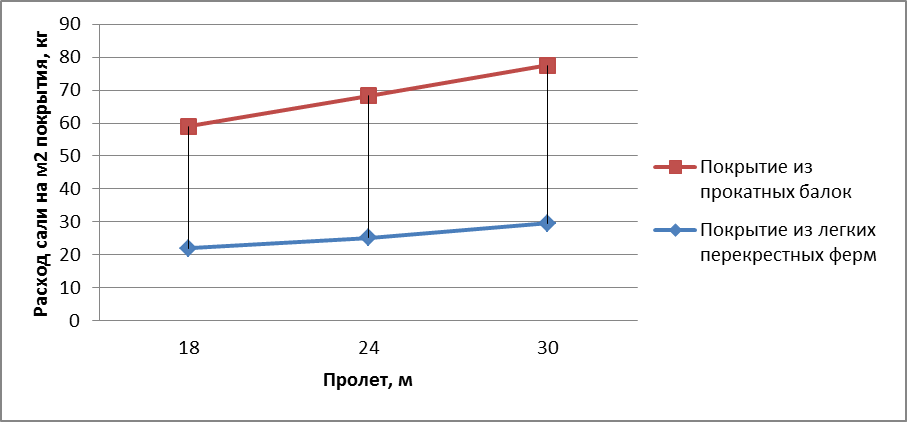 Расход сали на м2 покрытия, кг
90
80
70
60
50
40
30
20
10
0
18 24 30
Пролет, м
Покрытие из
прокатных балок
Покрытие из легких
перекрестных ферм